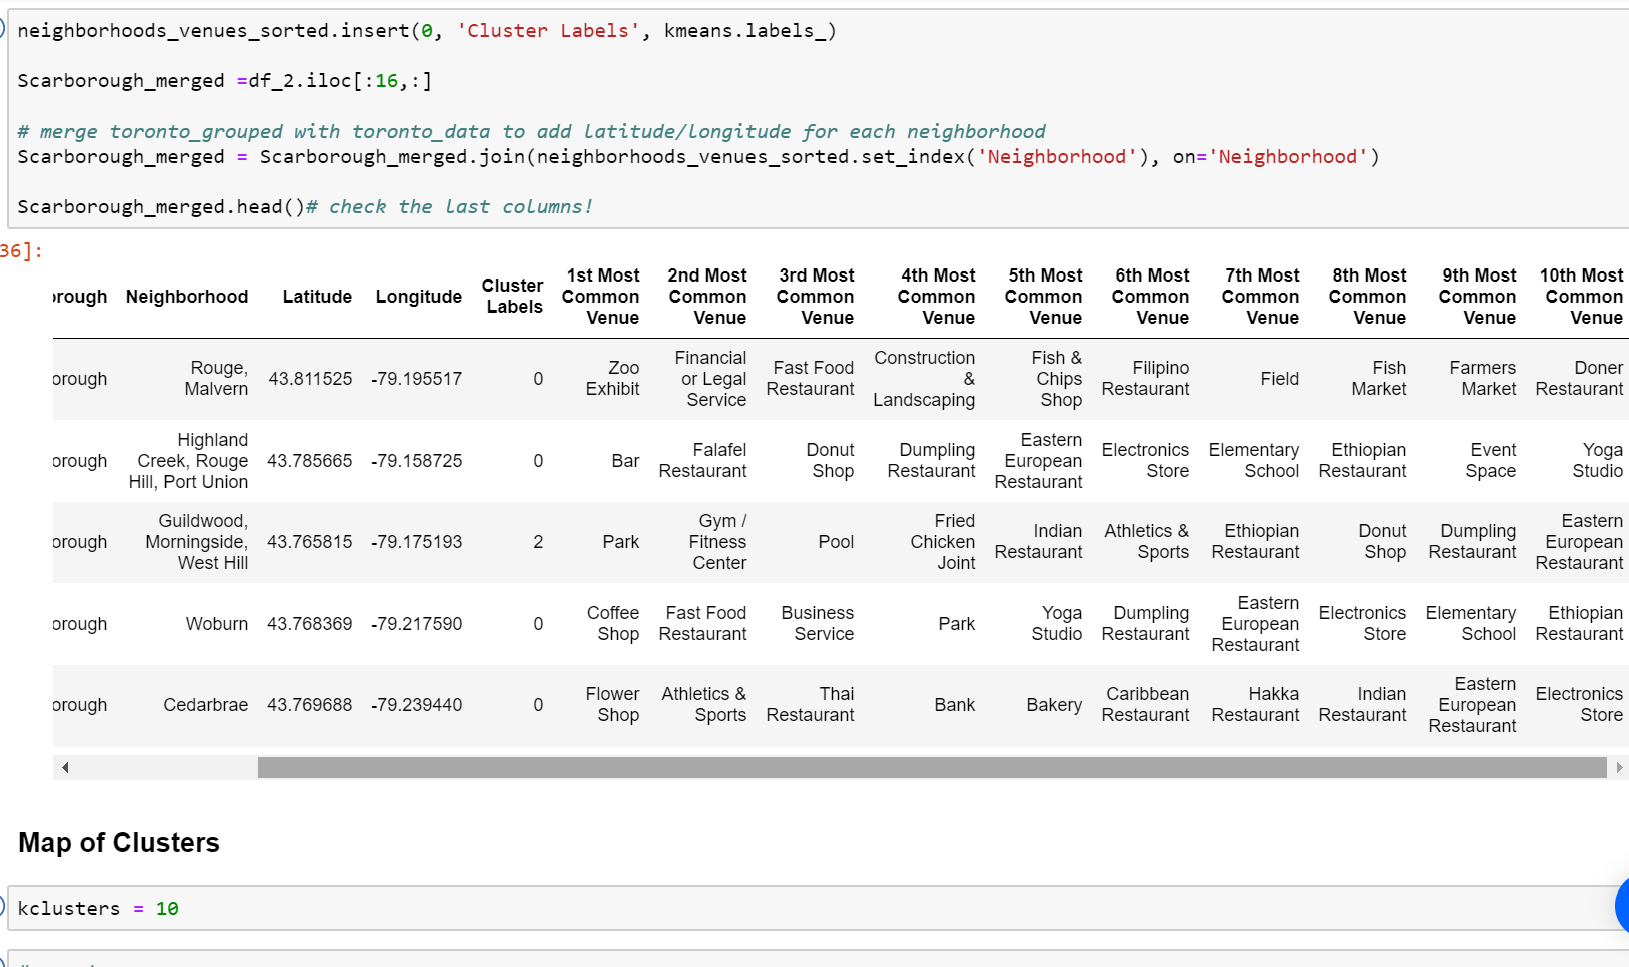 neighborhoods_venues_sorted.insert(0, 'Cluster Labels', kmeans.labels_)
Scarborough_merged =df_2.iloc[:16,:]
# merge toronto_grouped with toronto_data to add latitude/longitude for each neighborhood
Scarborough_merged = Scarborough_merged.join(neighborhoods_venues_sorted.set_index('Neighborhood'), on='Neighborhood')
Scarborough_merged.head()# check the last columns!
36]:
orough Neighborhood Latitude Longitude Cluster Labels 1st Most Common Venue 2nd Most Common Venue 3rd Most Common Venue 4th Most Common Venue 5th Most Common Venue 6th Most Common Venue 7th Most Common Venue 8th Most Common Venue 9th Most Common Venue 10th Most Common Venue
orough Rouge, Malvern 43.811525 -79.195517 0 Zoo Exhibit Financial or Legal Service Fast Food Restaurant Construction & Landscaping Fish & Chips Shop Filipino Restaurant Field Fish Market Farmers Market Doner Restaurant
orough Highland Creek, Rouge Hill, Port Union 43.785665 -79.158725 0 Bar Falafel Restaurant Donut Shop Dumpling Restaurant Eastern European Restaurant Electronics Store Elementary School Ethiopian Restaurant Event Space Yoga Studio
orough Guildwood, Morningside, West Hill 43.765815 -79.175193 2 Park Gym / Fitness Center Pool Fried Chicken Joint Indian Restaurant Athletics & Sports Ethiopian Restaurant Donut Shop Dumpling Restaurant Eastern European Restaurant
orough Woburn 43.768369 -79.217590 0 Coffee Shop Fast Food Restaurant Business Service Park Yoga Studio Dumpling Restaurant Eastern European Restaurant Electronics Store Elementary School Ethiopian Restaurant
orough Cedarbrae 43.769688 -79.239440 0 Flower Shop Athletics & Sports Thai Restaurant Bank Bakery Caribbean Restaurant Hakka Restaurant Indian Restaurant Eastern European Restaurant Electronics Store
Map of Clusters
kclusters = 10